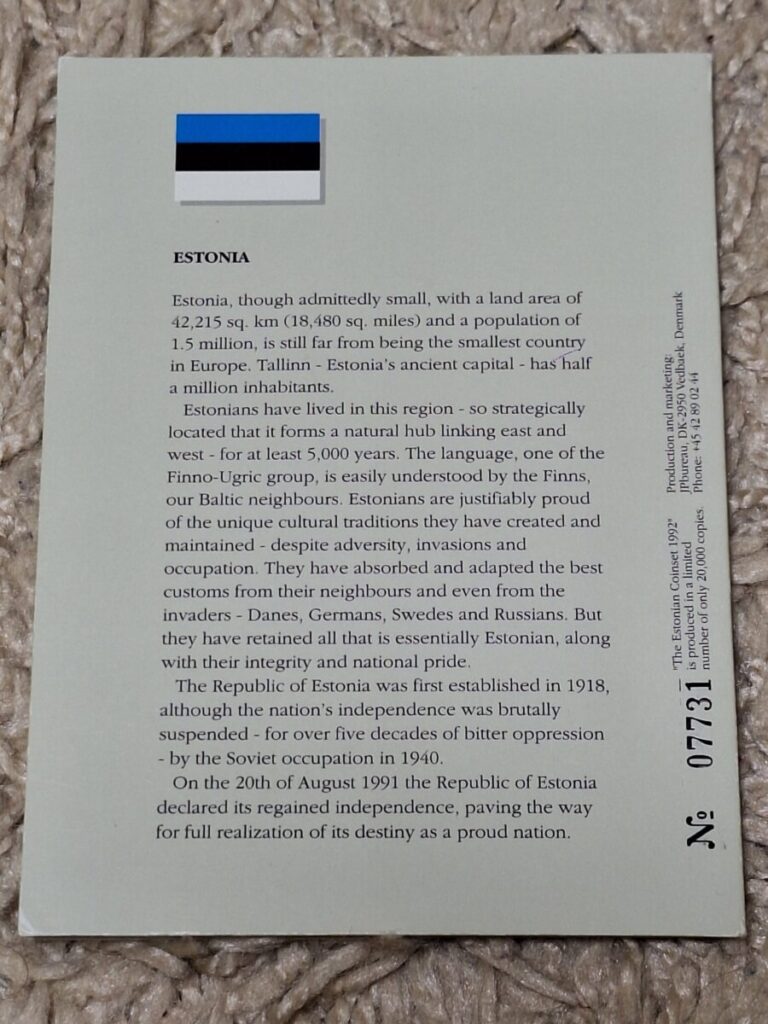 ESTONIA
Estonia, though admittedly small, with a land area of
42,215 sq. km (18,480 sq. miles) and a population of
1.5 million, is still far from being the smallest country
in Europe. Tallinn - Estonia's ancient capital - has half
a million inhabitants.
Estonians have lived in this region - so strategically
located that it forms a natural hub linking east and
west - for at least 5,000 years. The language, one of the
Finno-Ugric group, is easily understood by the Finns,
our Baltic neighbours. Estonians are justifiably proud
of the unique cultural traditions they have created and
maintained - despite adversity, invasions and
occupation. They have absorbed and adapted the best
customs from their neighbours and even from the
invaders - Danes, Germans, Swedes and Russians. But
they have retained all that is essentially Estonian, along
with their integrity and national pride.
The Republic of Estonia was first established in 1918,
although the nation's independence was brutally
suspended - for over five decades of bitter oppression
- by the Soviet occupation in 1940.
On the 20th of August 1991 the Republic of Estonia
declared its regained independence, paving the way
for full realization of its destiny as a proud nation.
№ 07731
"The Estonian Coinset 1992"
is produced in a limited
number of only 20,000 copies.
Production and marketing:
JPbureau, DK-2950 Vedbaek, Denmark
Phone: +45 42 89 02 44